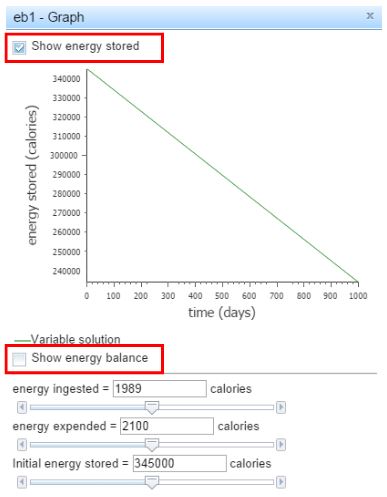 eb1 - Graph x
Show energy stored
energy stored (calories)
340000
330000
320000
310000
300000
290000
280000
270000
260000
250000
240000
0 100 200 300 400 500 600 700 800 900 1000
time (days)
Variable solution
Show energy balance
energy ingested = 1989 calories
energy expended = 2100 calories
Initial energy stored = 345000 calories